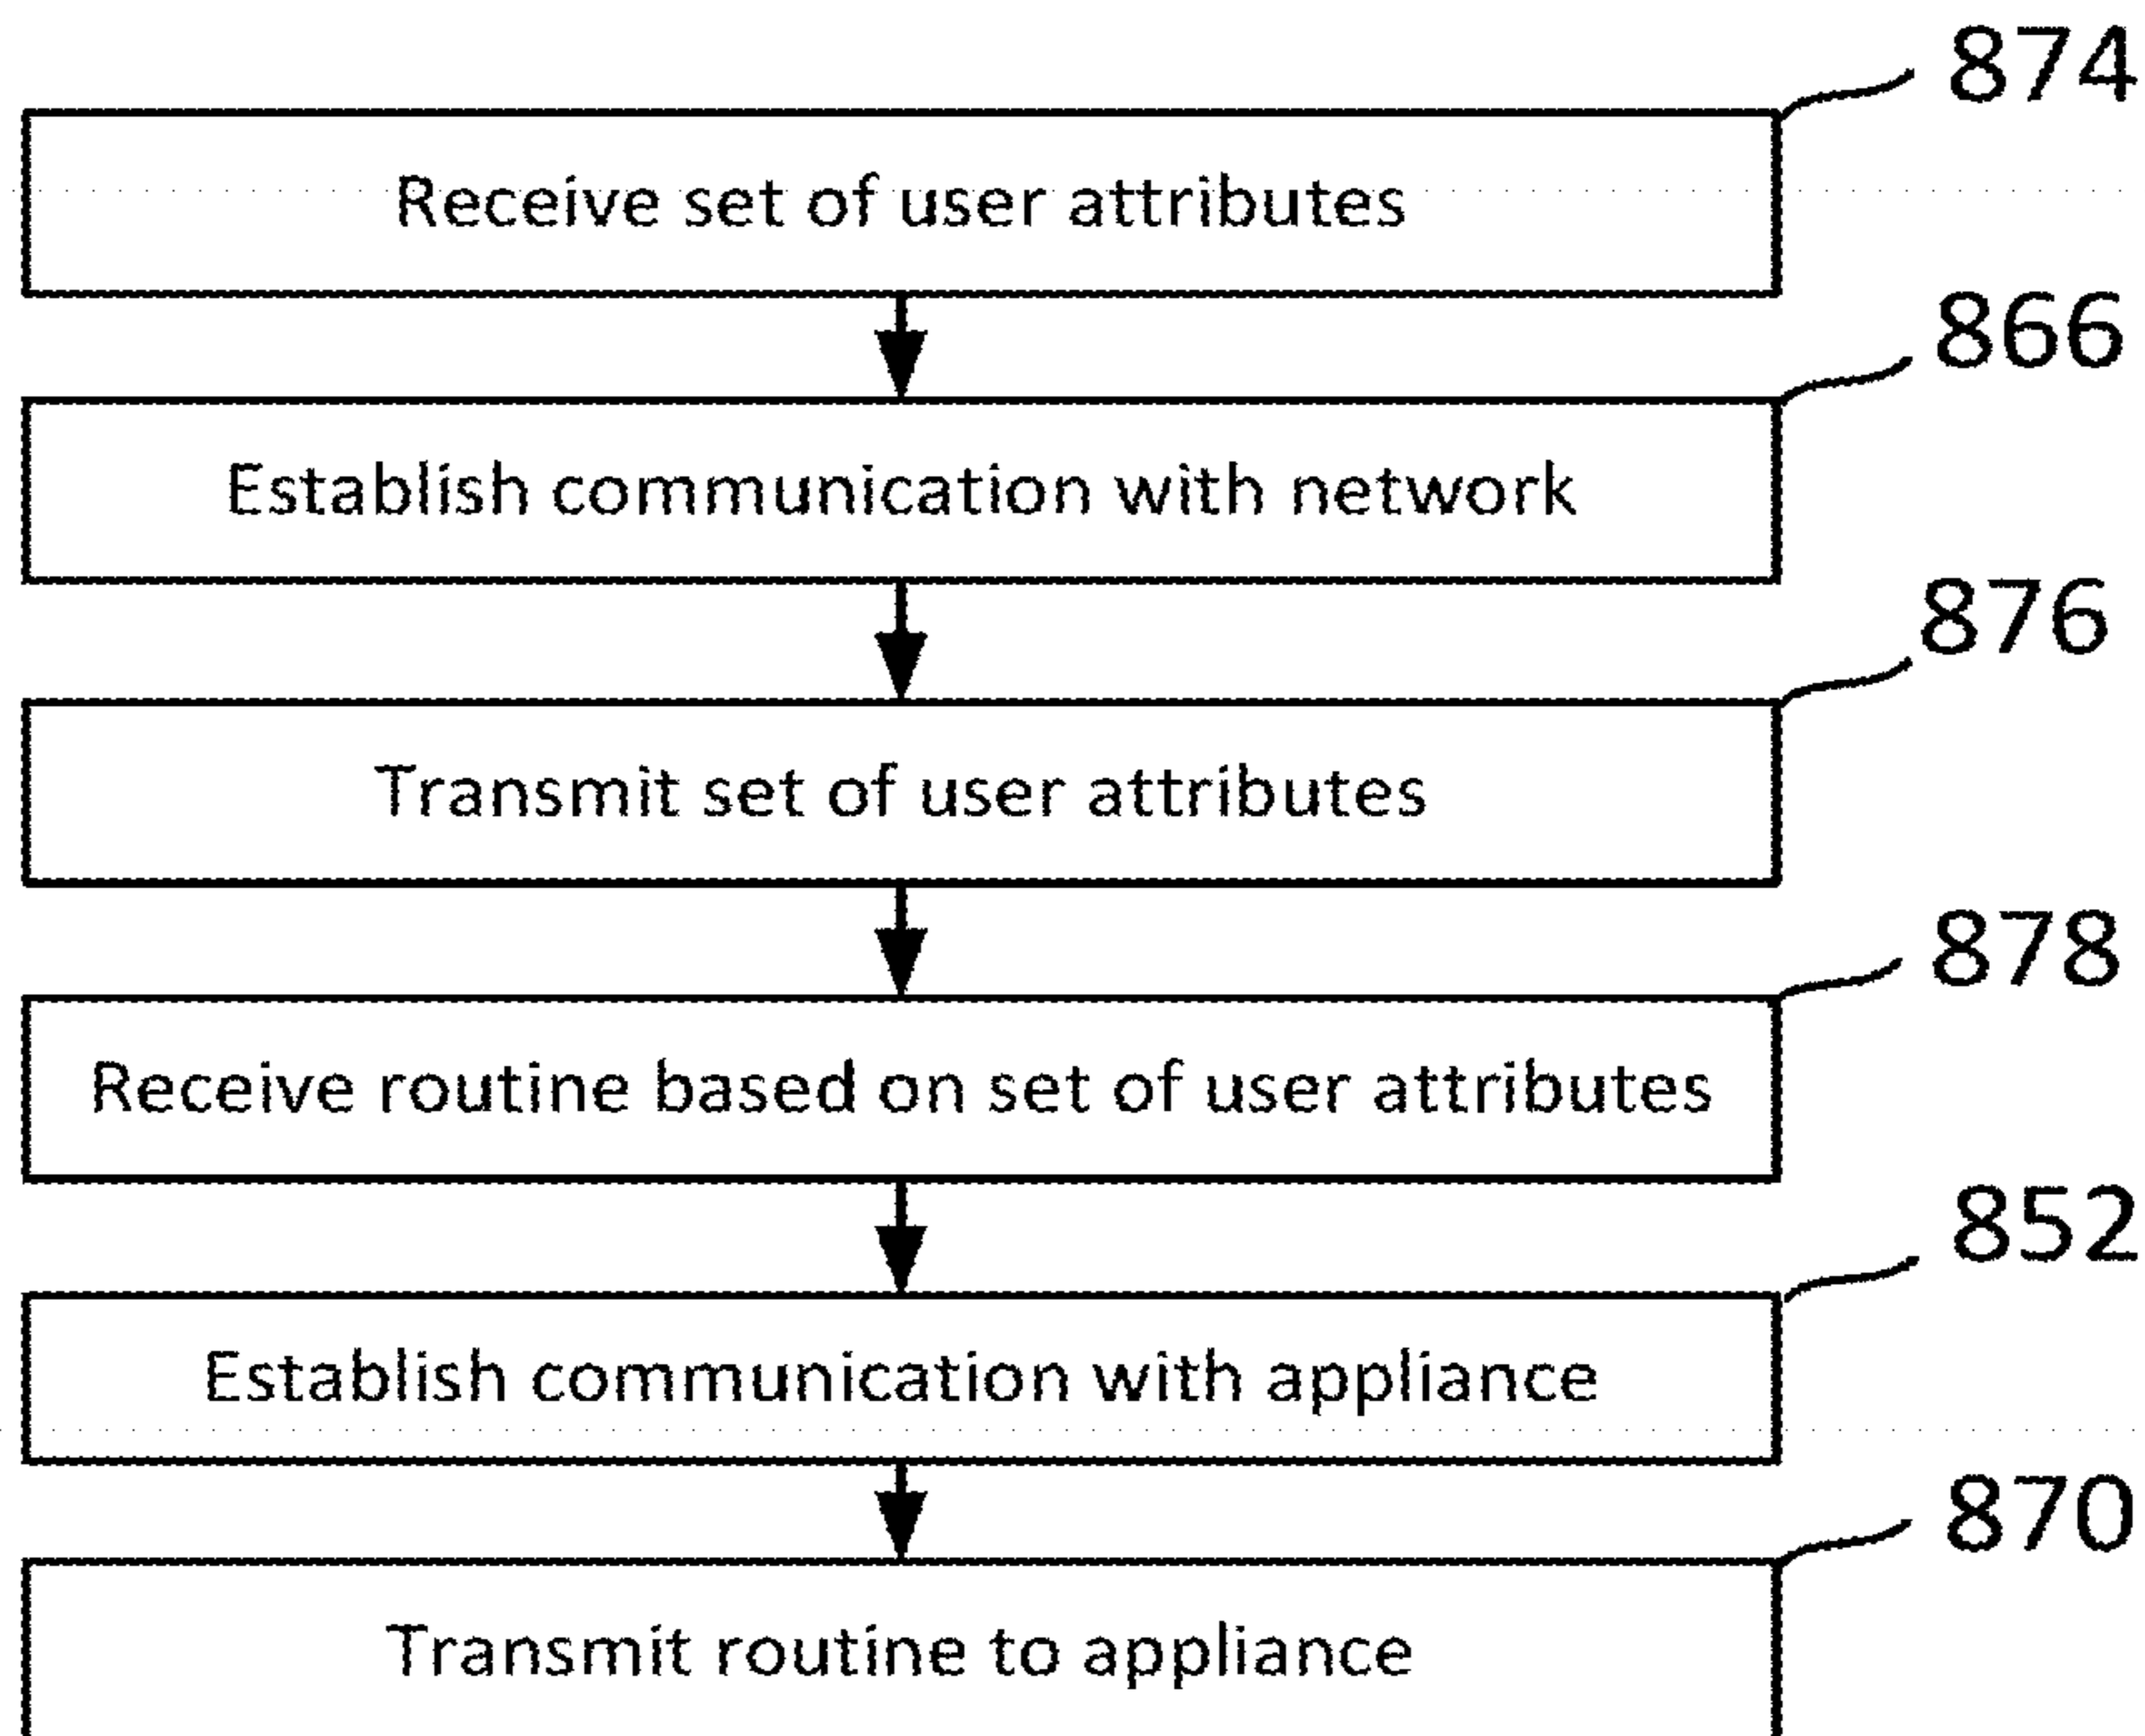 874
Receive set of user attributes
866
Establish communication with network
876
Transmit set of user attributes
878
Receive routine based on set of user attributes
852
Establish communication with appliance
870
Transmit routine to appliance